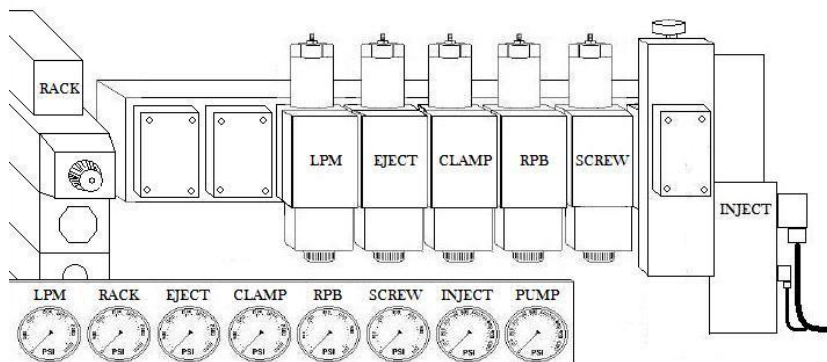 RACK
LPM EJECT CLAMP RPB SCREW
INJECT
LPM RACK EJECT CLAMP RPB SCREW INJECT PUMP
PSI PSI PSI PSI PSI PSI PSI PSI